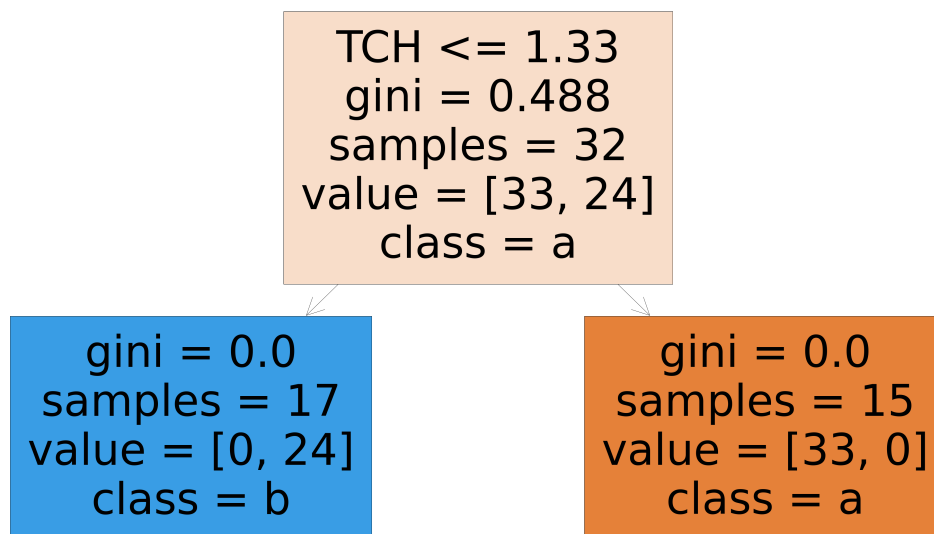 TCH <= 1.33
gini = 0.488
samples = 32
value = [33, 24]
class = a
gini = 0.0
samples = 17
value = [0, 24]
class = b
gini = 0.0
samples = 15
value = [33, 0]
class = a